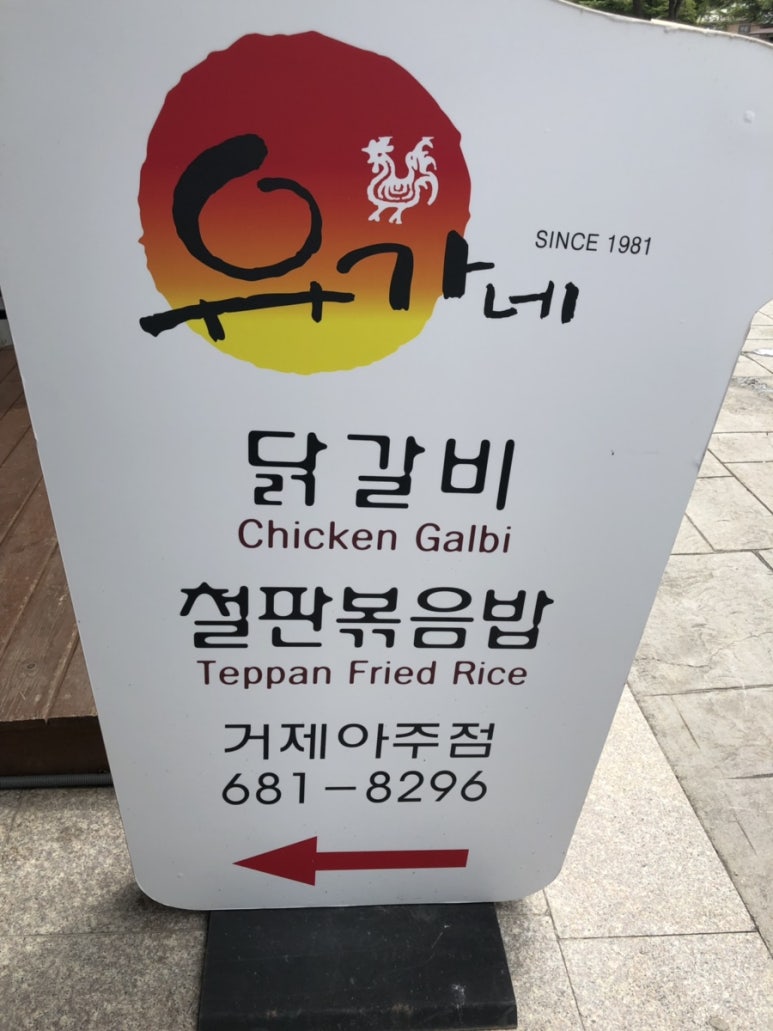 유가네
SINCE 1981
닭갈비
Chicken Galbi
철판볶음밥
Teppan Fried Rice
거제아주점
681-8296